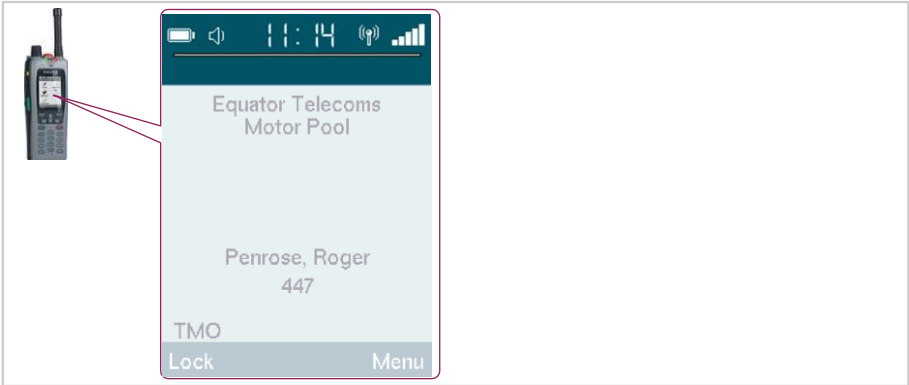 11:14
Equator Telecoms
Motor Pool
Penrose, Roger
447
TMO
Lock Menu